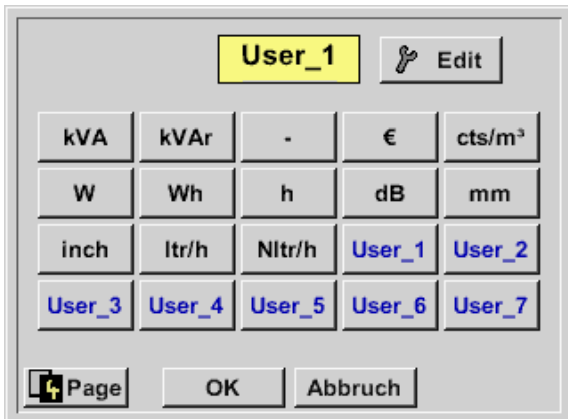 User_1 Edit
kVA kVAr - € cts/m³
W Wh h dB mm
inch ltr/h Nltr/h User_1 User_2
User_3 User_4 User_5 User_6 User_7
4 Page OK Abbruch